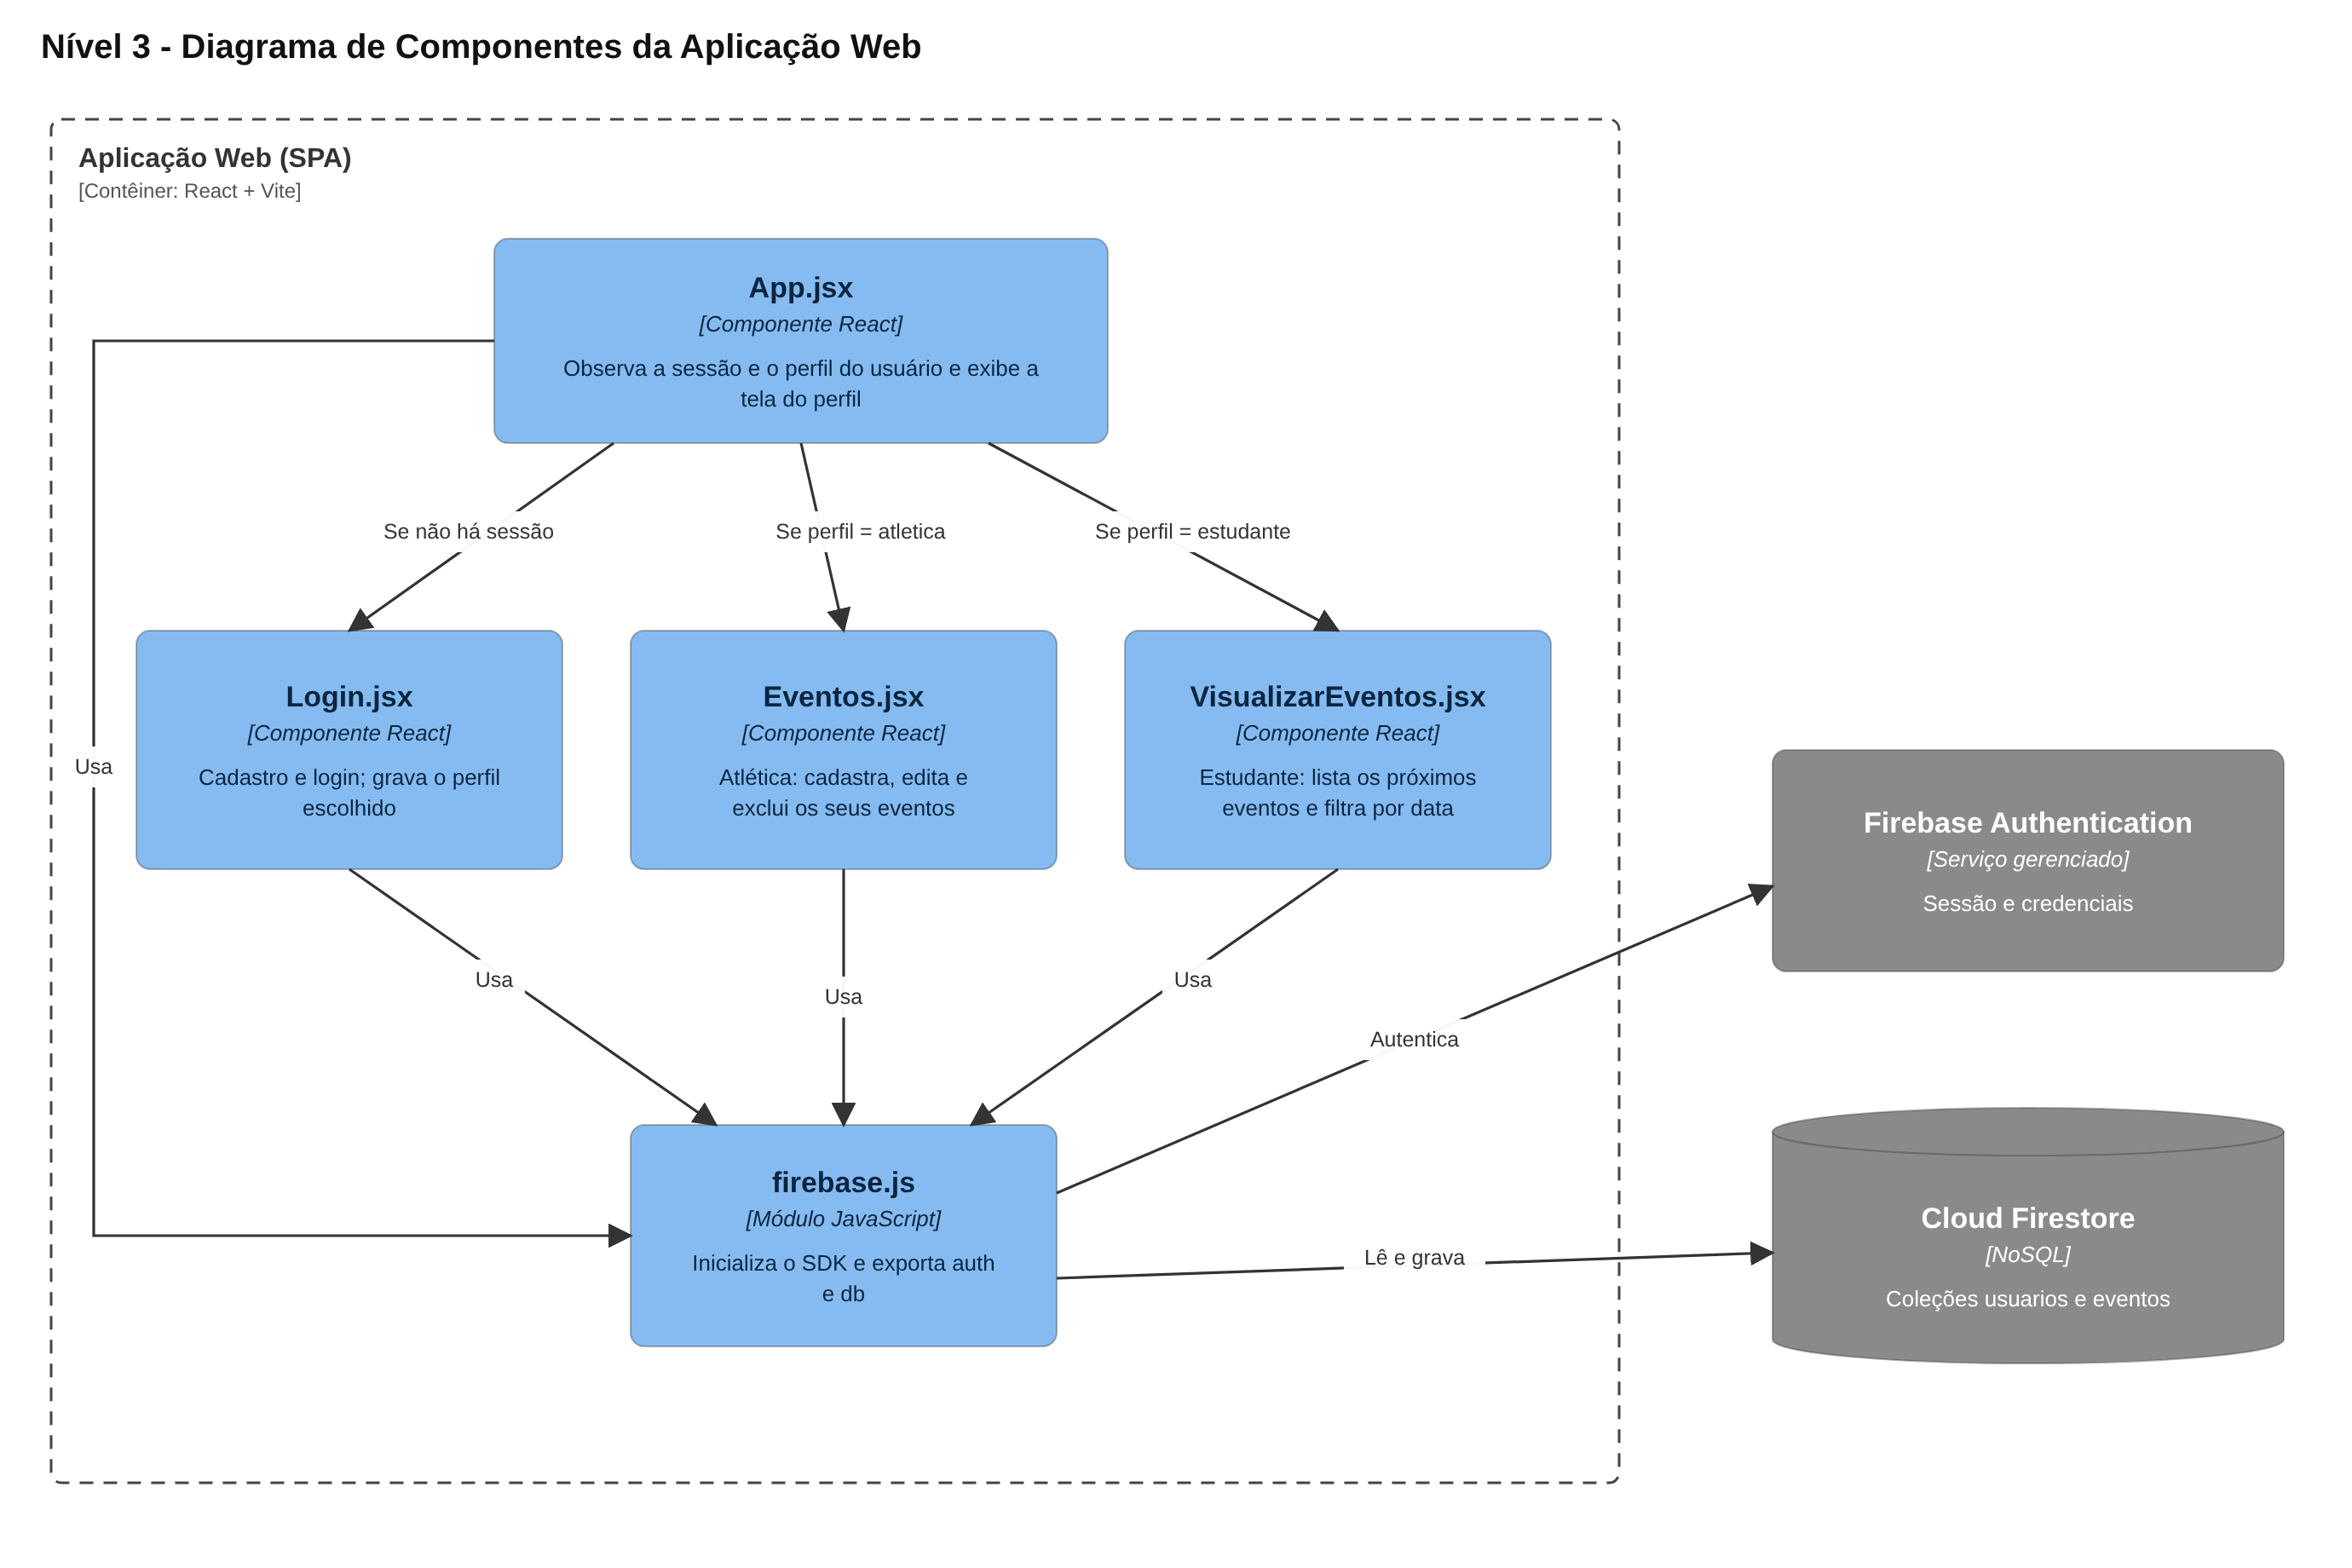 Nível 3 - Diagrama de Componentes da Aplicação Web
Aplicação Web (SPA)
[Contêiner: React + Vite]
App.jsx
[Componente React]
Observa a sessão e o perfil do usuário e exibe a
tela do perfil
Se não há sessão
Se perfil = atletica
Se perfil = estudante
Login.jsx
[Componente React]
Cadastro e login; grava o perfil
escolhido
Eventos.jsx
[Componente React]
Atlética: cadastra, edita e
exclui os seus eventos
VisualizarEventos.jsx
[Componente React]
Estudante: lista os próximos
eventos e filtra por data
Usa
Firebase Authentication
[Serviço gerenciado]
Sessão e credenciais
Usa
Usa
Usa
Autentica
firebase.js
[Módulo JavaScript]
Inicializa o SDK e exporta auth
e db
Lê e grava
Cloud Firestore
[NoSQL]
Coleções usuarios e eventos